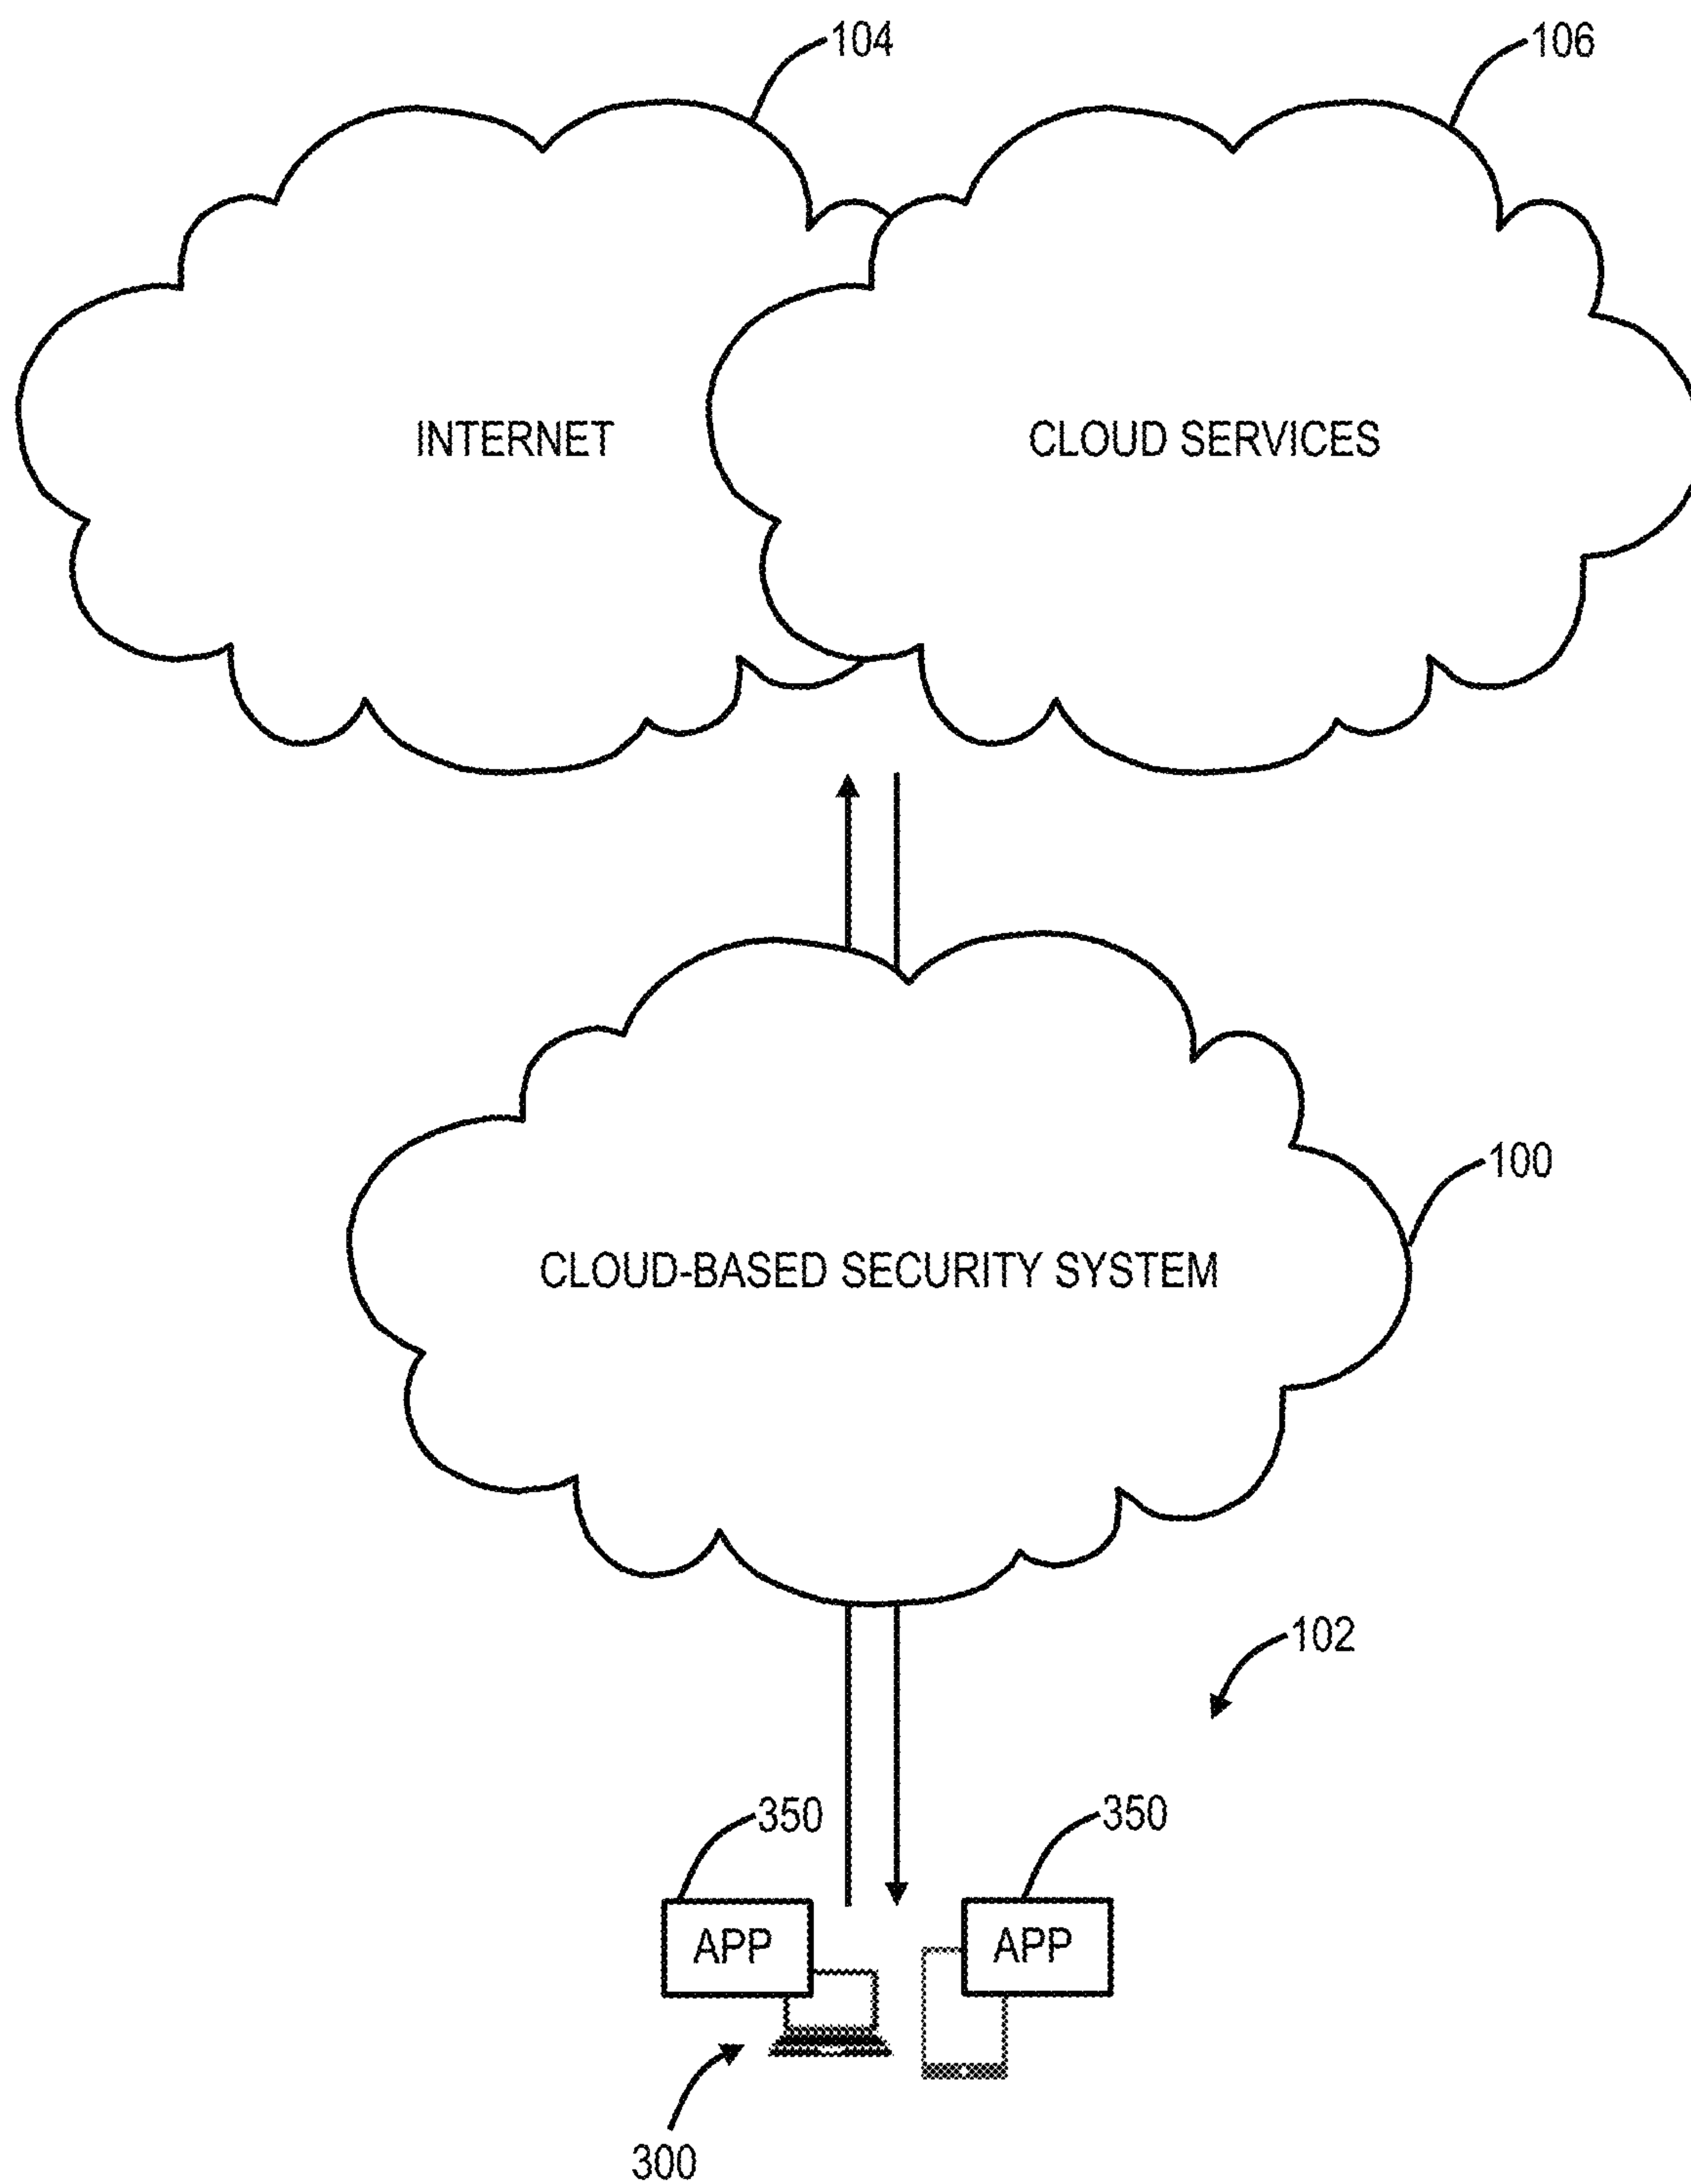 104
106
INTERNET
CLOUD SERVICES
100
CLOUD-BASED SECURITY SYSTEM
102
350
350
APP
APP
300